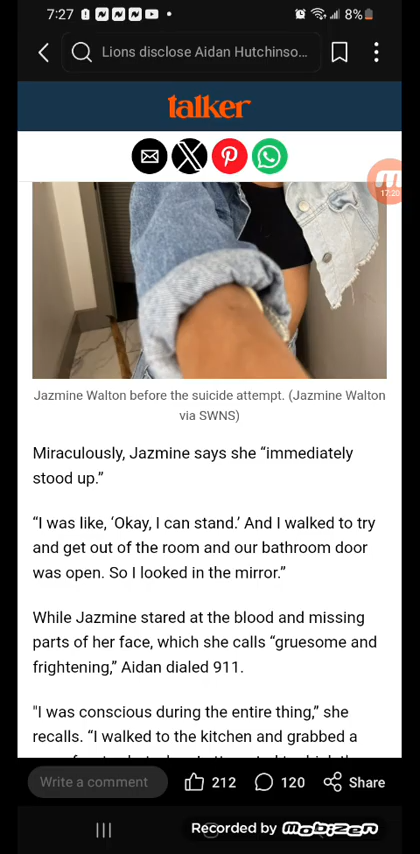 7:27
8%
Lions disclose Aidan Hutchinso...
talker
17:20
Jazmine Walton before the suicide attempt. (Jazmine Walton
via SWNS)
Miraculously, Jazmine says she “immediately
stood up.”
“I was like, ‘Okay, I can stand.’ And I walked to try
and get out of the room and our bathroom door
was open. So I looked in the mirror.”
While Jazmine stared at the blood and missing
parts of her face, which she calls “gruesome and
frightening,” Aidan dialed 911.
"I was conscious during the entire thing,” she
recalls. “I walked to the kitchen and grabbed a
Write a comment
212
120
Share
Recorded by mobizen